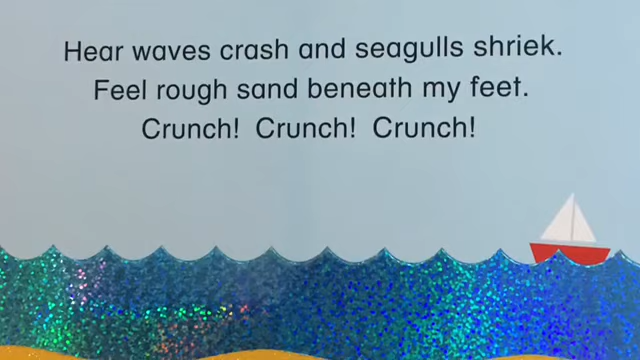 Hear waves crash and seagulls shriek.
Feel rough sand beneath my feet.
Crunch! Crunch! Crunch!